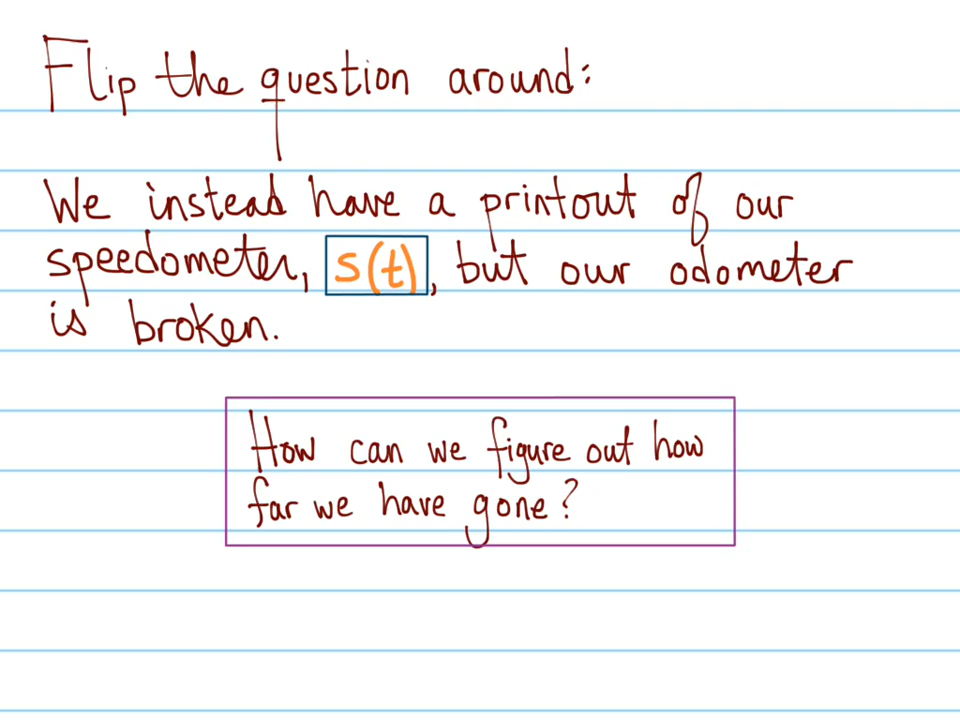 Flip the question around:
We instead have a printout of our
speedometer, s(t), but our odometer
is broken.
How can we figure out how
far we have gone?